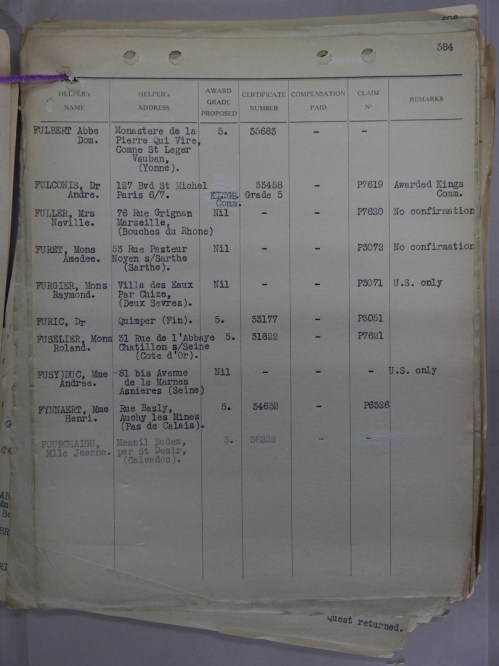 384
HELPER's NAME HELPER's ADDRESS AWARD GRADE PROPOSED CERTIFICATE NUMBER COMPENSATION PAID CLAIM N° REMARKS
FULBERT Abbe Monastere de la 5. 35683 - -
Dom. Pierre Qui Vire,
Comne St Leger
Vauban,
(Yonne).
FULCONIS, Dr 127 Bvd St Michel 33458 - P7619 Awarded Kings
Andre. Paris 6/7. KINGS Grade 5 Comm.
Comm.
FULLER, Mrs 76 Rue Grignan Nil - - P7620 No confirmation
Neville. Marseille,
(Bouches du Rhone)
FURET, Mons 53 Rue Pasteur Nil - - P3072 No confirmation
Amedee. Noyen s/Sarthe
(Sarthe).
FURGIER, Mons Villa des Eaux Nil - - P3071 U.S. only
Raymond. Par Chize,
(Deux Sevres).
FURIC, Dr Quimper (Fin). 5. 33177 - P3051
FUSELIER, Mons 31 Rue de l'Abbaye 5. 31822 - P7621
Roland. Chatillon s/Seine
(Cote d'Or).
FUSY)DUC, Mme -81 bis Avenue Nil - - - U.S. only
Andree. de la Marnes
Asnieres (Seine)
FYNNAERT, Mme Rue Basly, 5. 34652 - P6326
Henri. Auchy les Mines
(Pas de Calais).
Mesnil Eudes, 5. -
Mlle Jeanne. par St Desir,
(Calvados).
quest returned.